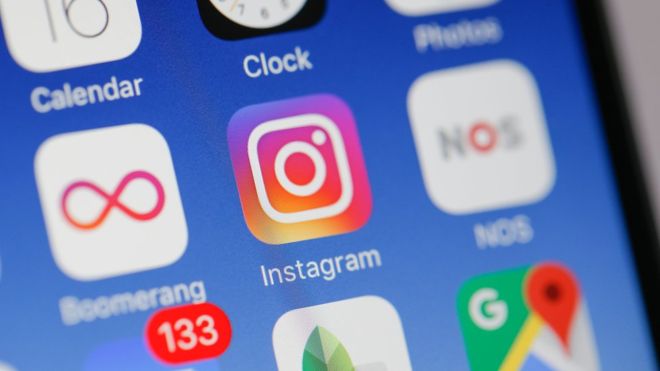 16
Calendar
Clock
Photos
NOS
NOS
Boomerang
Instagram
133
G